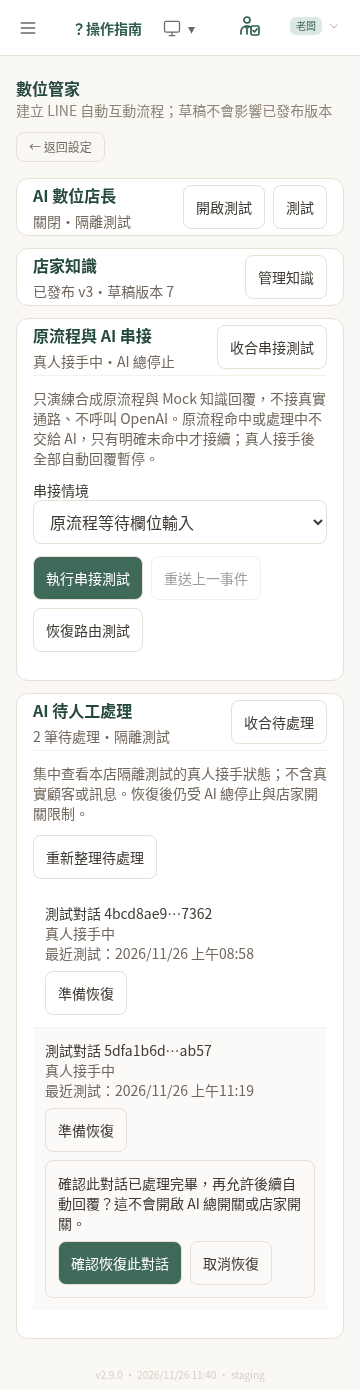 ？操作指南 ▾ 老闆
數位管家
建立 LINE 自動互動流程；草稿不會影響已發布版本
← 返回設定
AI 數位店長
關閉・隔離測試
開啟測試
測試
店家知識
已發布 v3・草稿版本 7
管理知識
原流程與 AI 串接
真人接手中・AI 總停止
收合串接測試
只演練合成原流程與 Mock 知識回覆，不接真實
通路、不呼叫 OpenAI。原流程命中或處理中不
交給 AI，只有明確未命中才接續；真人接手後
全部自動回覆暫停。
串接情境
原流程等待欄位輸入
執行串接測試
重送上一事件
恢復路由測試
AI 待人工處理
2 筆待處理・隔離測試
收合待處理
集中查看本店隔離測試的真人接手狀態；不含真
實顧客或訊息。恢復後仍受 AI 總停止與店家開
關限制。
重新整理待處理
測試對話 4bcd8ae9…7362
真人接手中
最近測試：2026/11/26 上午08:58
準備恢復
測試對話 5dfa1b6d…ab57
真人接手中
最近測試：2026/11/26 上午11:19
準備恢復
確認此對話已處理完畢，再允許後續自
動回覆？這不會開啟 AI 總開關或店家開
關。
確認恢復此對話
取消恢復
v2.9.0 · 2026/11/26 11:40 · staging